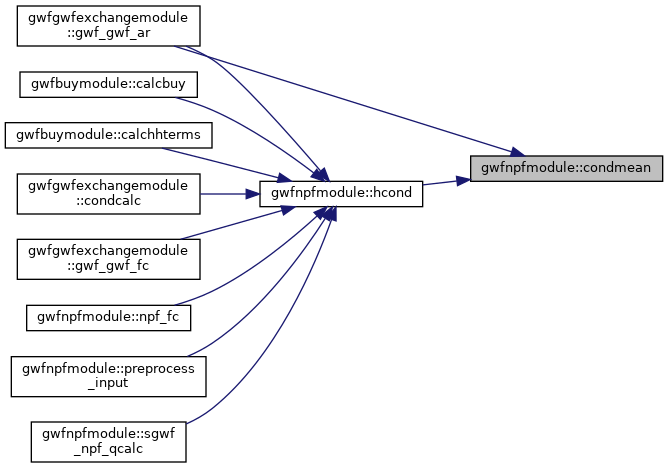 gwfgwfexchangemodule
::gwf_gwf_ar
gwfbuymodule::calcbuy
gwfbuymodule::calchhterms
gwfgwfexchangemodule
::condcalc
gwfgwfexchangemodule
::gwf_gwf_fc
gwfnpfmodule::npf_fc
gwfnpfmodule::preprocess
_input
gwfnpfmodule::sgwf
_npf_qcalc
gwfnpfmodule::hcond
gwfnpfmodule::condmean